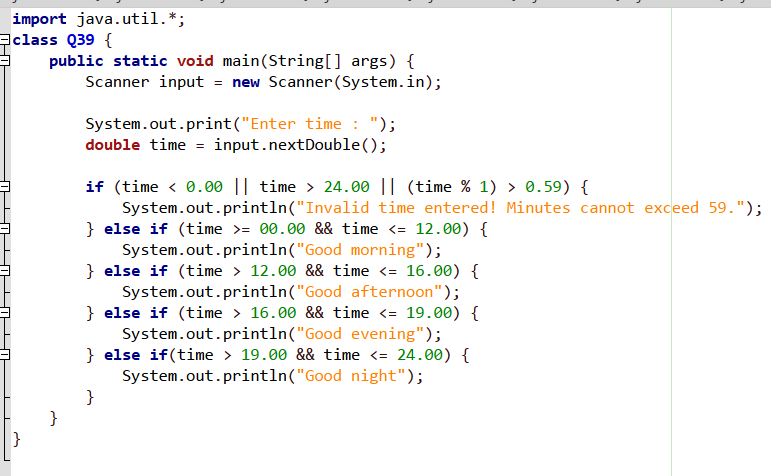 import java.util.*;
class Q39 {
    public static void main(String[] args) {
        Scanner input = new Scanner(System.in);

        System.out.print("Enter time : ");
        double time = input.nextDouble();

        if (time < 0.00 || time > 24.00 || (time % 1) > 0.59) {
            System.out.println("Invalid time entered! Minutes cannot exceed 59.");
        } else if (time >= 00.00 && time <= 12.00) {
            System.out.println("Good morning");
        } else if (time > 12.00 && time <= 16.00) {
            System.out.println("Good afternoon");
        } else if (time > 16.00 && time <= 19.00) {
            System.out.println("Good evening");
        } else if(time > 19.00 && time <= 24.00) {
            System.out.println("Good night");
        }
    }
}